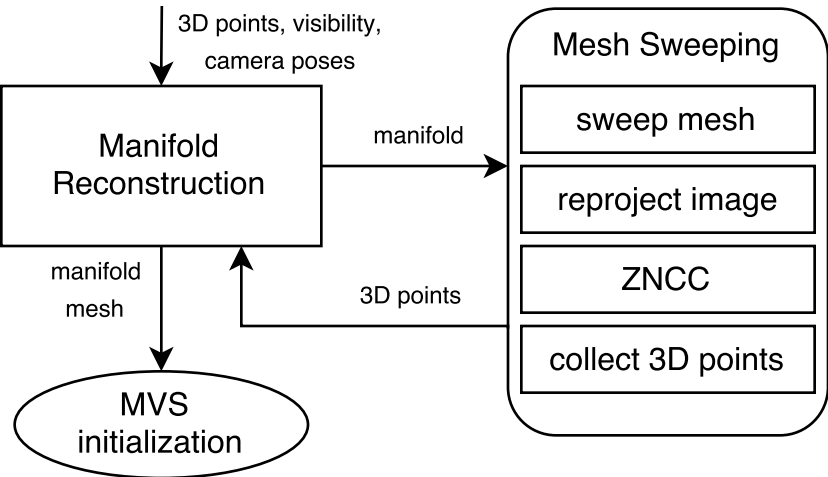 3D points, visibility,
camera poses
Manifold
Reconstruction
manifold
Mesh Sweeping
sweep mesh
reproject image
ZNCC
collect 3D points
3D points
manifold
mesh
MVS
initialization